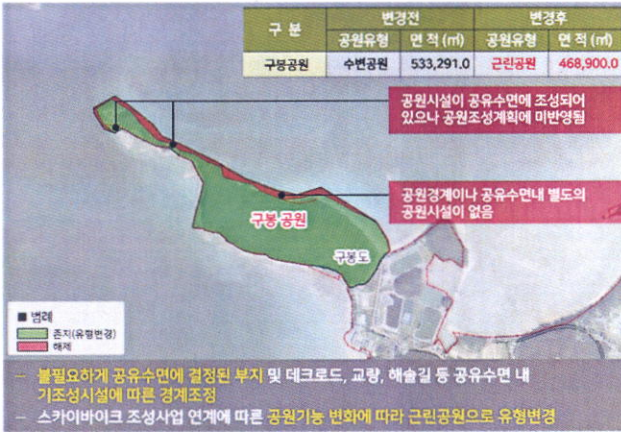 구 분 변경전 변경후
공원유형 면 적 (㎡) 공원유형 면 적 (㎡)
구봉공원 수변공원 533,291.0 근린공원 468,900.0
공원시설이 공유수면에 조성되어
있으나 공원조성계획에 미반영됨
공원경계이나 공유수면내 별도의
공원시설이 없음
구봉 공원
구봉도
■ 범례
존치(유형변경)
해제
– 불필요하게 공유수면에 결정된 부지 및 데크로드, 교량, 해솔길 등 공유수면 내
기조성시설에 따른 경계조정
– 스카이바이크 조성사업 연계에 따른 공원기능 변화에 따라 근린공원으로 유형변경